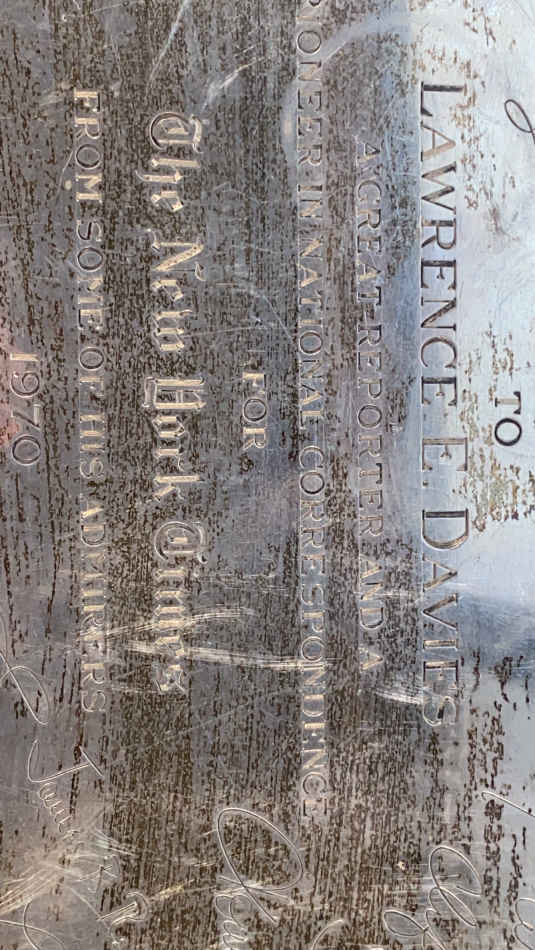 TO
LAWRENCE E. DAVIES
A GREAT REPORTER AND A
PIONEER IN NATIONAL CORRESPONDENCE
FOR
The New York Times
FROM SOME OF HIS ADMIRERS
1970